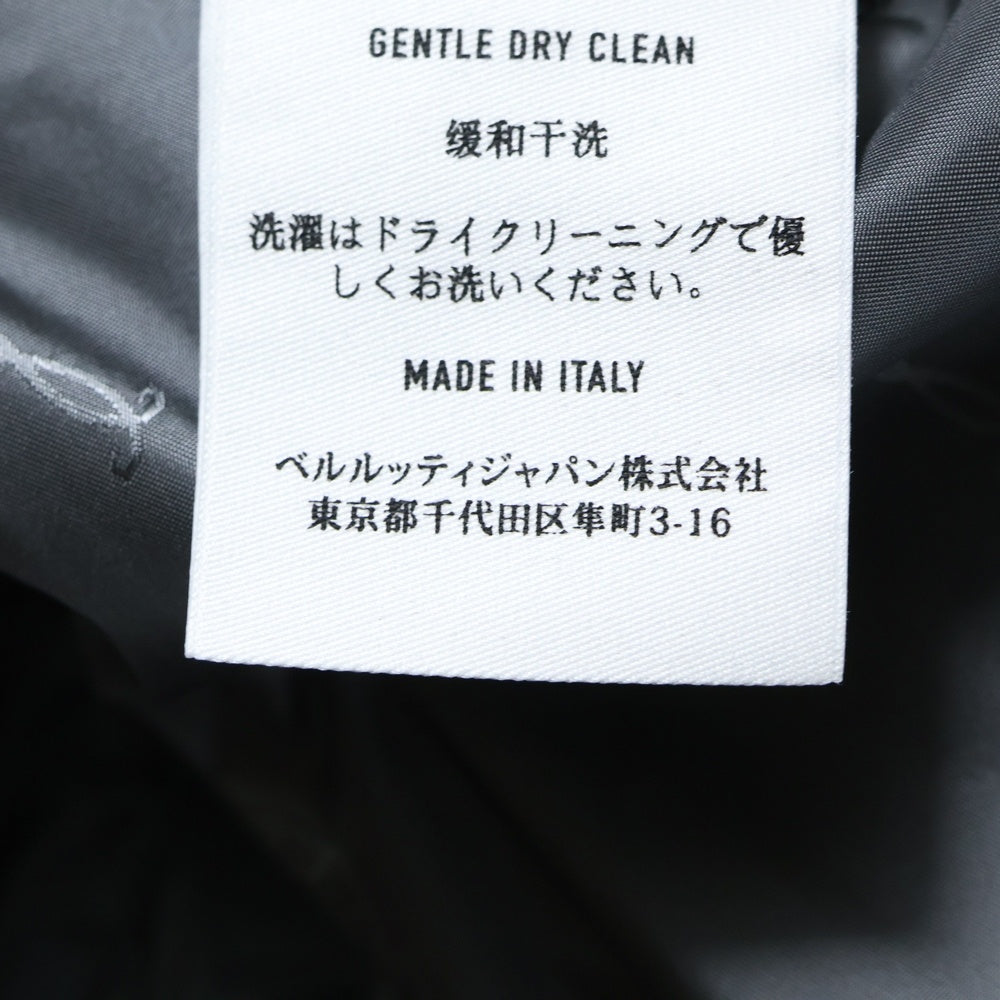 GENTLE DRY CLEAN
缓和干洗
洗濯はドライクリーニングで優
しくお洗いください。
MADE IN ITALY
ベルルッティジャパン株式会社
東京都千代田区隼町3-16